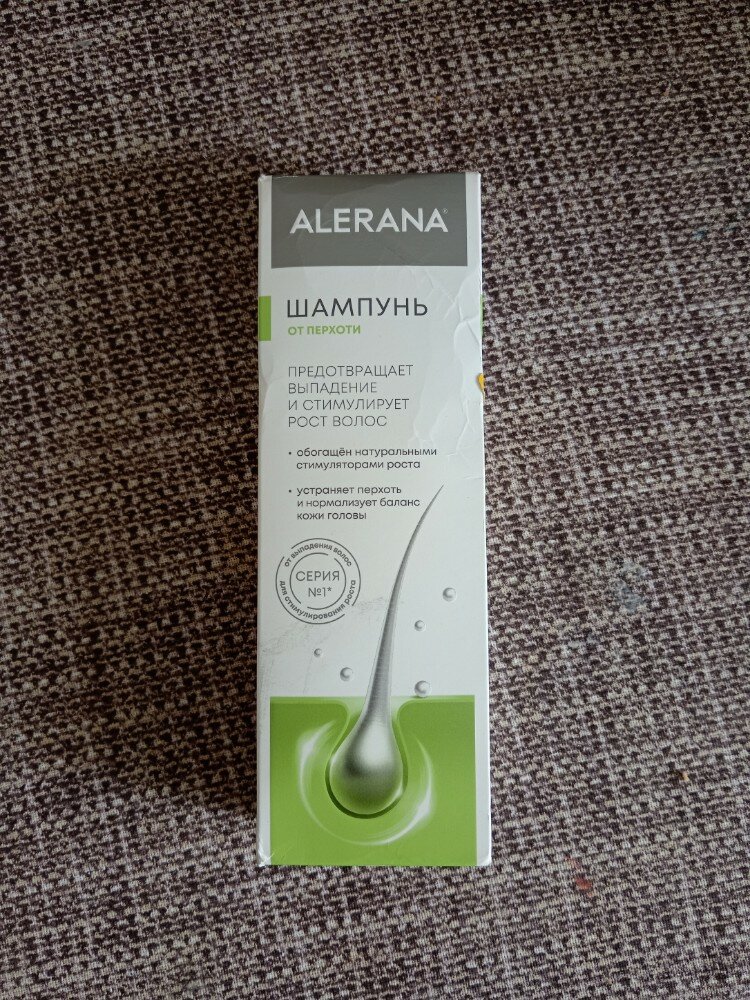 ALERANA®
ШАМПУНЬ
ОТ ПЕРХОТИ
ПРЕДОТВРАЩАЕТ
ВЫПАДЕНИЕ
И СТИМУЛИРУЕТ
РОСТ ВОЛОС
• обогащён натуральными
стимуляторами роста
• устраняет перхоть
и нормализует баланс
кожи головы
от выпадения волос
СЕРИЯ
№1*
для стимулирования роста